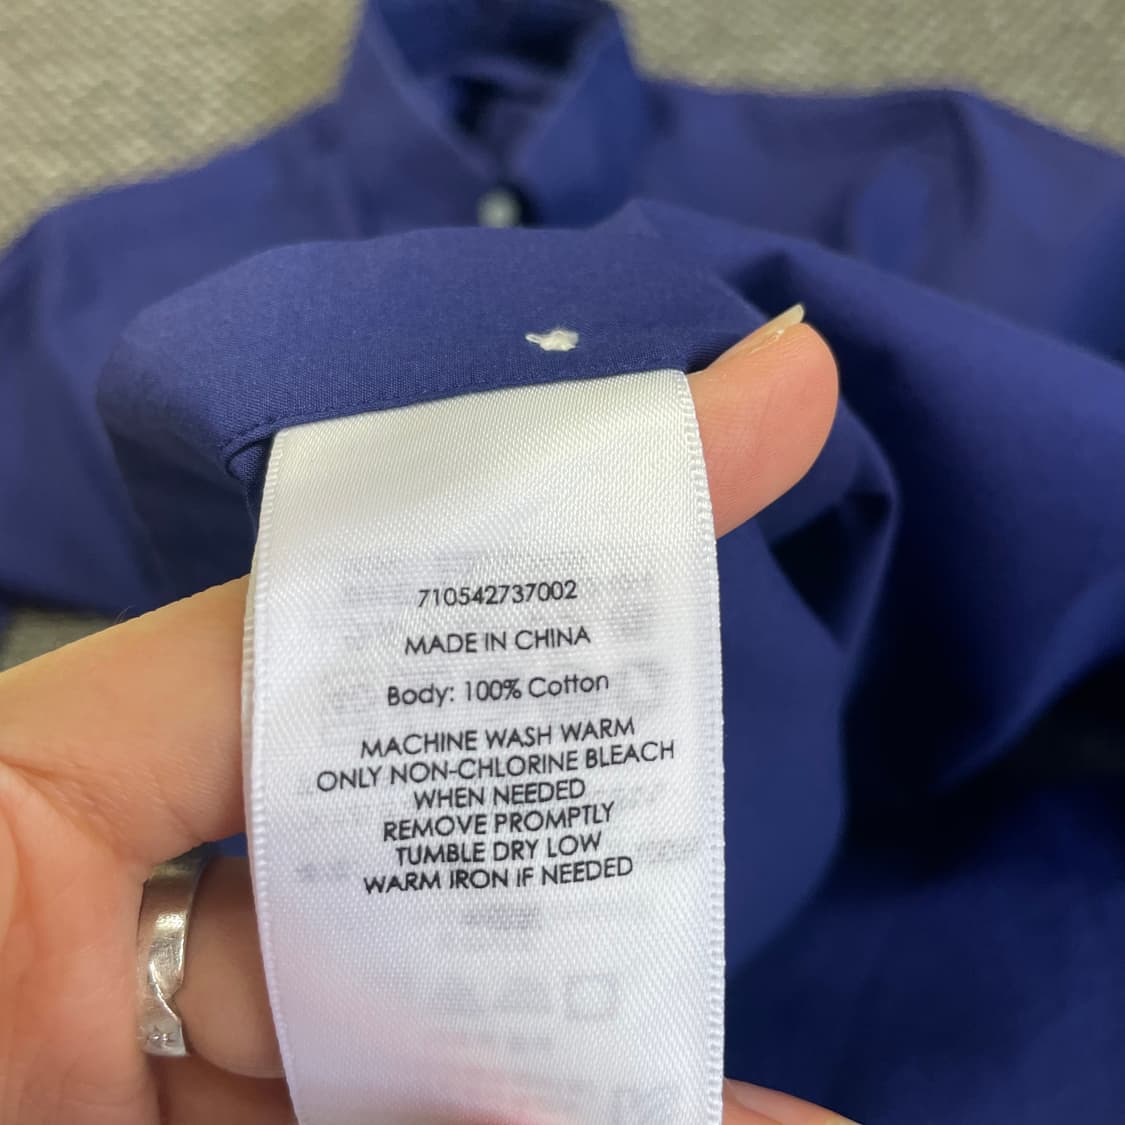 710542737002
MADE IN CHINA
Body: 100% Cotton
MACHINE WASH WARM
ONLY NON-CHLORINE BLEACH
WHEN NEEDED
REMOVE PROMPTLY
TUMBLE DRY LOW
WARM IRON IF NEEDED